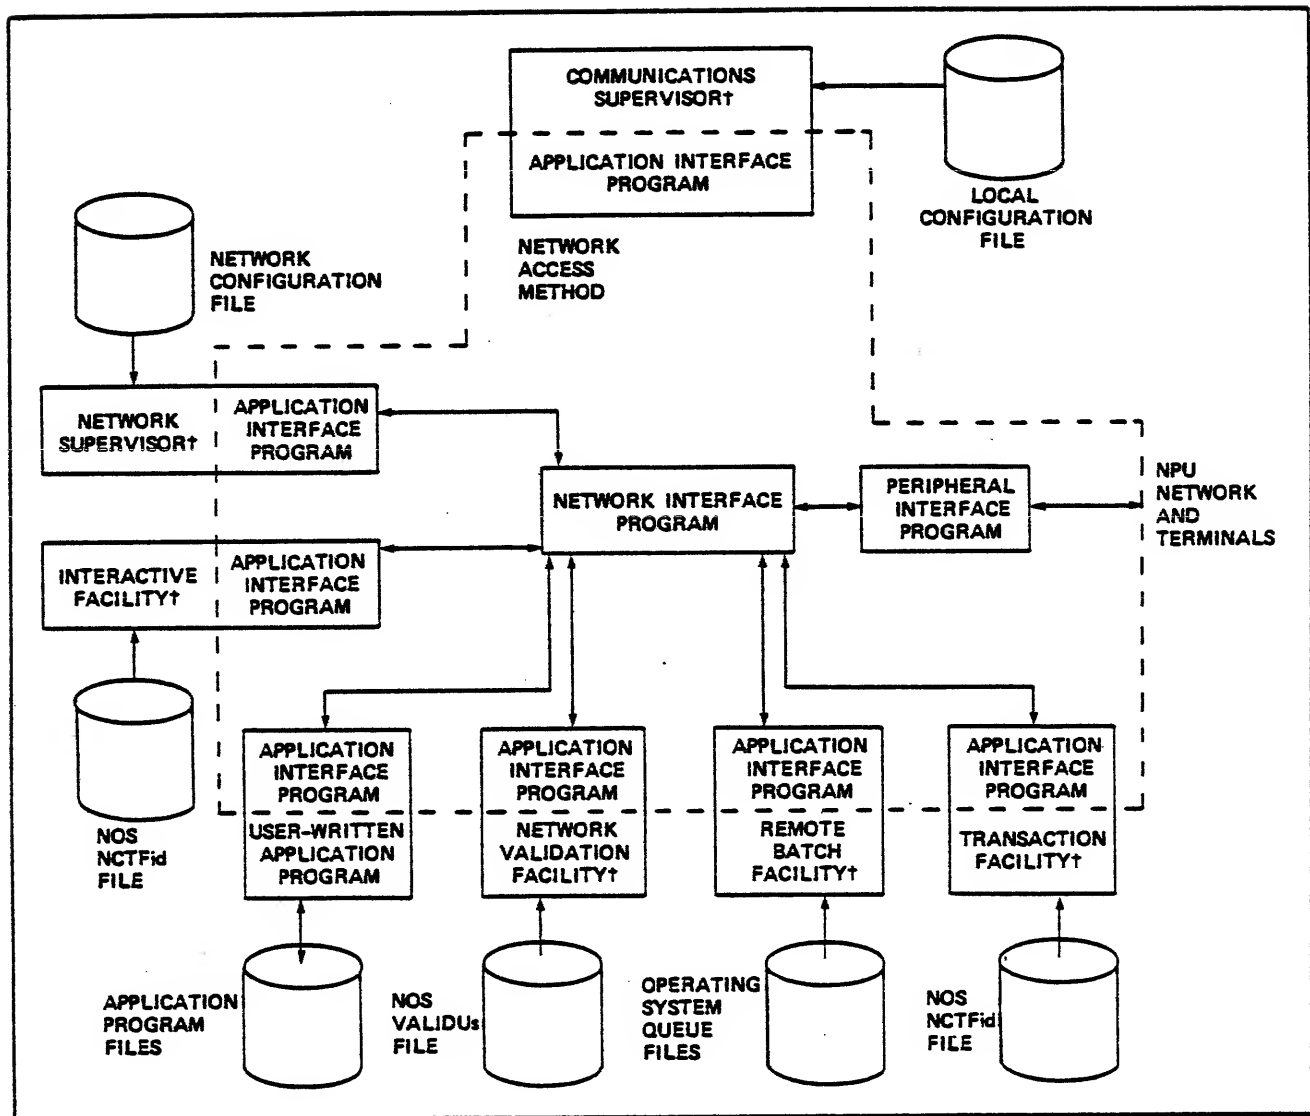 COMMUNICATIONS
SUPERVISOR†
APPLICATION INTERFACE
PROGRAM
LOCAL
CONFIGURATION
FILE
NETWORK
CONFIGURATION
FILE
NETWORK
ACCESS
METHOD
NETWORK
SUPERVISOR†
APPLICATION
INTERFACE
PROGRAM
NETWORK INTERFACE
PROGRAM
PERIPHERAL
INTERFACE
PROGRAM
NPU
NETWORK
AND
TERMINALS
INTERACTIVE
FACILITY†
APPLICATION
INTERFACE
PROGRAM
NOS
NCTFid
FILE
APPLICATION
INTERFACE
PROGRAM
USER-WRITTEN
APPLICATION
PROGRAM
APPLICATION
INTERFACE
PROGRAM
NETWORK
VALIDATION
FACILITY†
APPLICATION
INTERFACE
PROGRAM
REMOTE
BATCH
FACILITY†
APPLICATION
INTERFACE
PROGRAM
TRANSACTION
FACILITY†
APPLICATION
PROGRAM
FILES
NOS
VALIDUs
FILE
OPERATING
SYSTEM
QUEUE
FILES
NOS
NCTFid
FILE